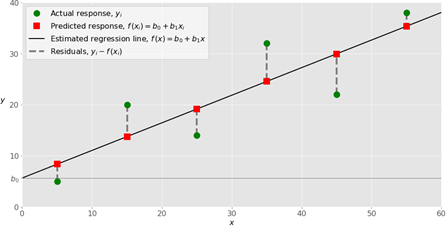 40
Actual response, yᵢ
Predicted response, f(xᵢ) = b₀ + b₁xᵢ
Estimated regression line, f(x) = b₀ + b₁x
Residuals, yᵢ − f(xᵢ)
30
y
20
10
b₀
0
0 10 20 30 40 50 60
x